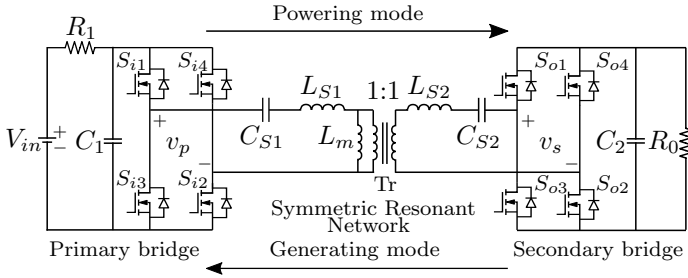 Powering mode
R1
Si1
Si4
So1
So4
LS1
1:1
LS2
Vin
+
−
C1
+
vp
−
CS1
Lm
CS2
+
vs
−
C2
R0
Si3
Si2
Tr
So3
So2
Symmetric Resonant
Network
Primary bridge
Generating mode
Secondary bridge